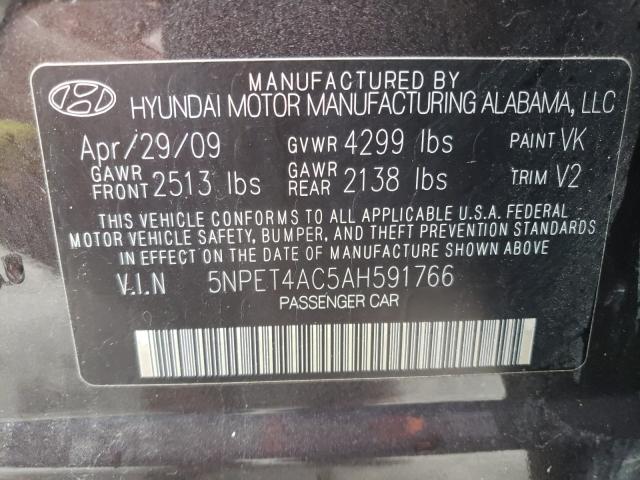 MANUFACTURED BY
HYUNDAI MOTOR MANUFACTURING ALABAMA, LLC
Apr/29/09 GVWR 4299 lbs PAINT VK
GAWR FRONT 2513 lbs GAWR REAR 2138 lbs TRIM V2
THIS VEHICLE CONFORMS TO ALL APPLICABLE U.S.A. FEDERAL
MOTOR VEHICLE SAFETY, BUMPER, AND THEFT PREVENTION STANDARDS
IN EFFECT ON THE DATE OF MANUFACTURE SHOWN ABOVE
V.I.N 5NPET4AC5AH591766
PASSENGER CAR